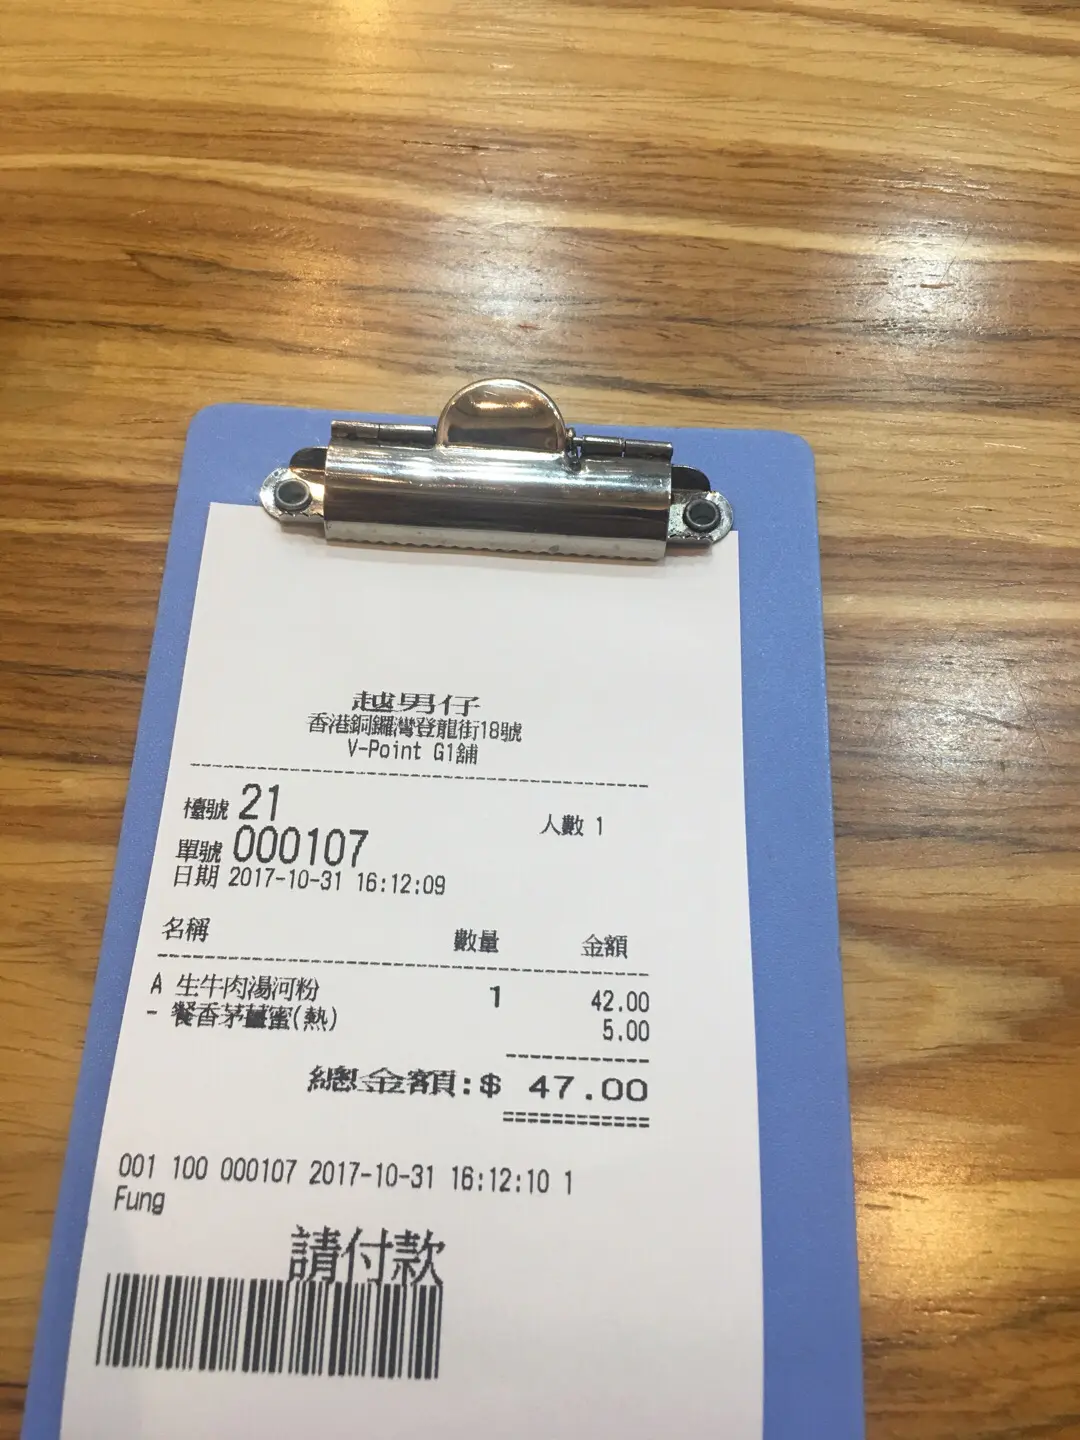 越男仔
香港銅鑼灣登龍街18號
V-Point G1舖
檯號 21
人數 1
單號 000107
日期 2017-10-31 16:12:09
名稱 數量 金額
A 生牛肉湯河粉 1 42.00
- 餐香茅薑蜜(熱) 5.00
總金額:$ 47.00
001 100 000107 2017-10-31 16:12:10 1
Fung
請付款